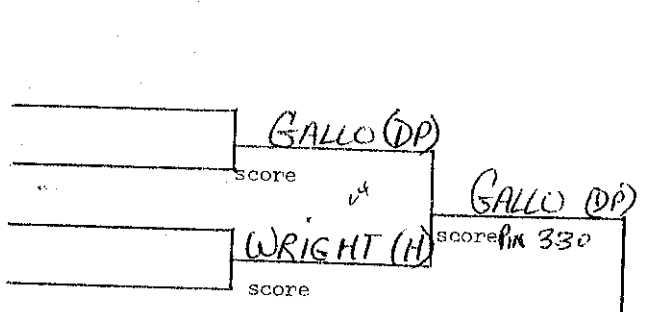 GALLO (DP)
score
GALLO (DP)
WRIGHT (H)
score Pin 330
score